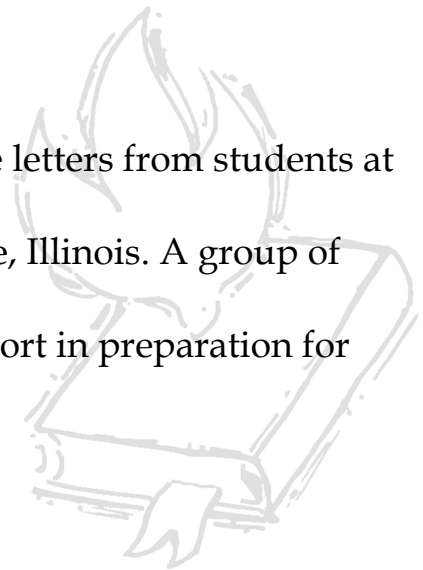 letters from students at
, Illinois. A group of
ort in preparation for